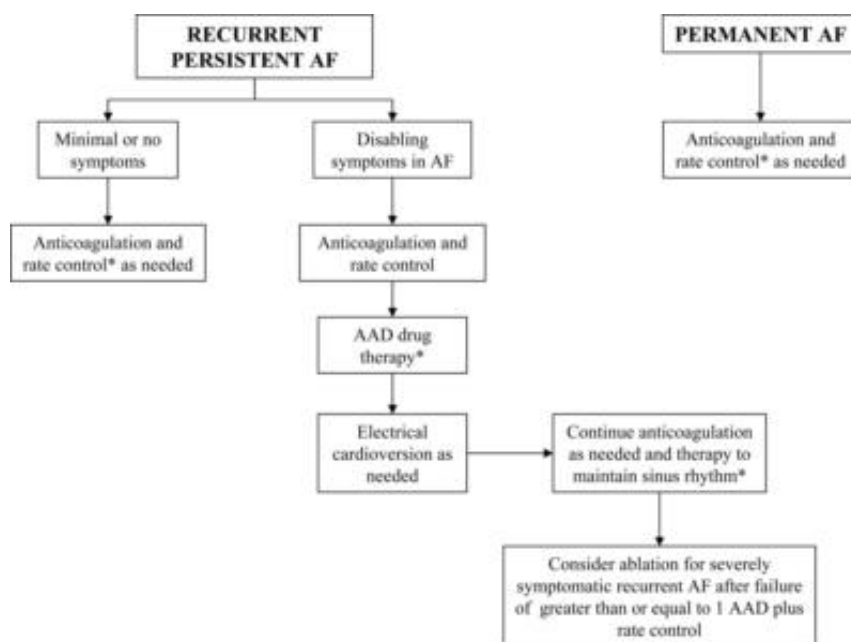 RECURRENT
PERSISTENT AF
PERMANENT AF
Minimal or no
symptoms
Disabling
symptoms in AF
Anticoagulation and
rate control* as needed
Anticoagulation and
rate control* as needed
Anticoagulation and
rate control
AAD drug
therapy*
Electrical
cardioversion as
needed
Continue anticoagulation
as needed and therapy to
maintain sinus rhythm*
Consider ablation for severely
symptomatic recurrent AF after failure
of greater than or equal to 1 AAD plus
rate control